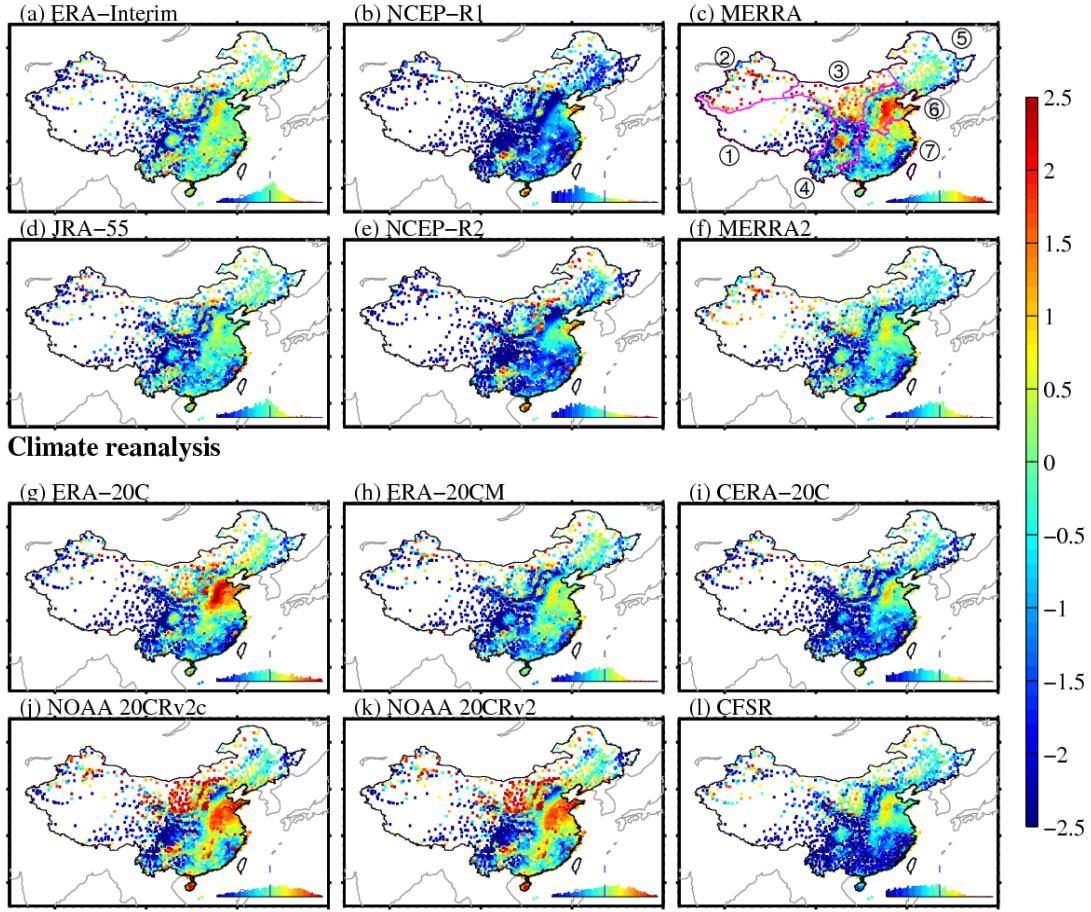 (a) ERA−Interim (b) NCEP−R1 (c) MERRA
① ② ③ ④ ⑤ ⑥ ⑦
(d) JRA−55 (e) NCEP−R2 (f) MERRA2
Climate reanalysis
(g) ERA−20C (h) ERA−20CM (i) CERA−20C
(j) NOAA 20CRv2c (k) NOAA 20CRv2 (l) CFSR
2.5
2
1.5
1
0.5
0
−0.5
−1
−1.5
−2
−2.5